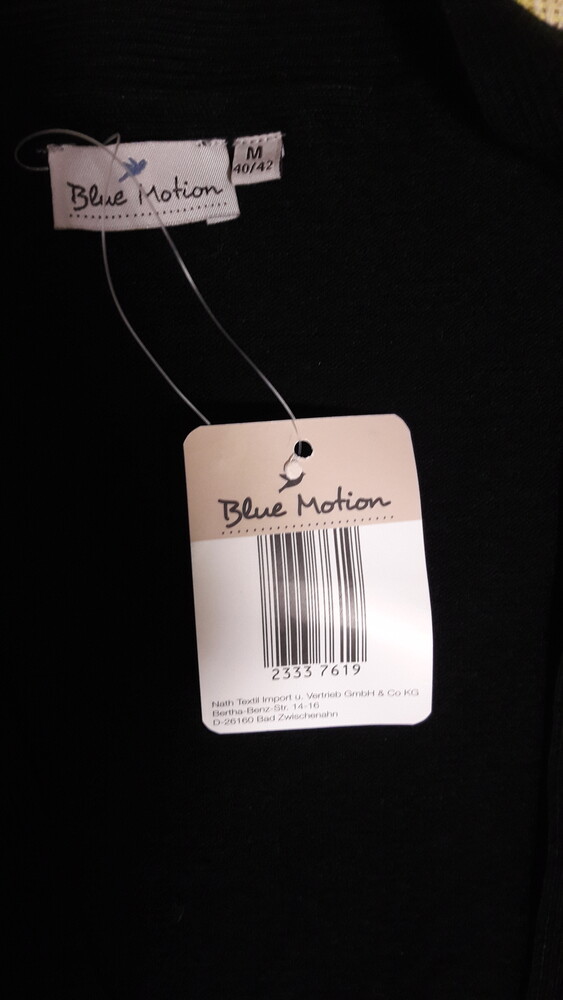 Blue Motion
M
40/42
Blue Motion
2333 7619
Nath Textil Import u. Vertrieb GmbH & Co KG
Bertha-Benz-Str. 14-16
D-26160 Bad Zwischenahn